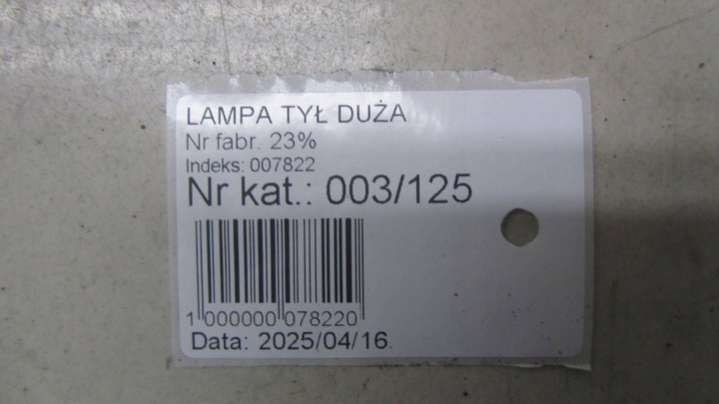 LAMPA TYŁ DUŻA
Nr fabr. 23%
Indeks: 007822
Nr kat.: 003/125
1 000000 078220
Data: 2025/04/16